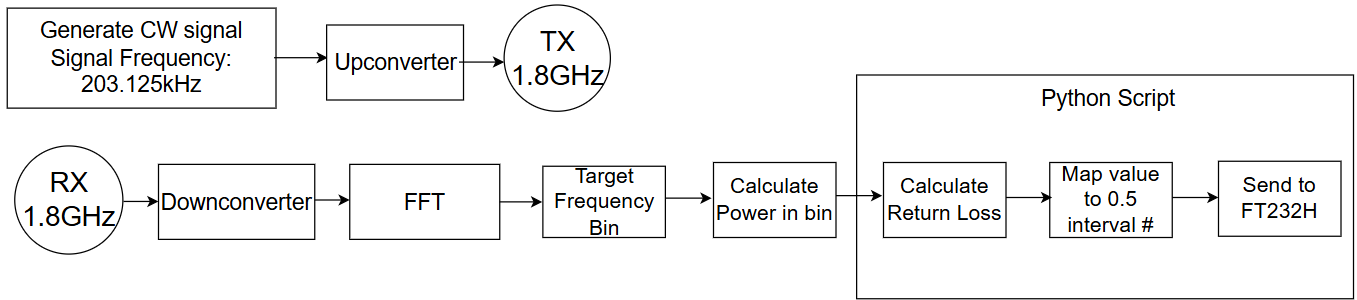 Generate CW signal
Signal Frequency:
203.125kHz
Upconverter
TX
1.8GHz
Python Script
RX
1.8GHz
Downconverter
FFT
Target
Frequency
Bin
Calculate
Power in bin
Calculate
Return Loss
Map value
to 0.5
interval #
Send to
FT232H